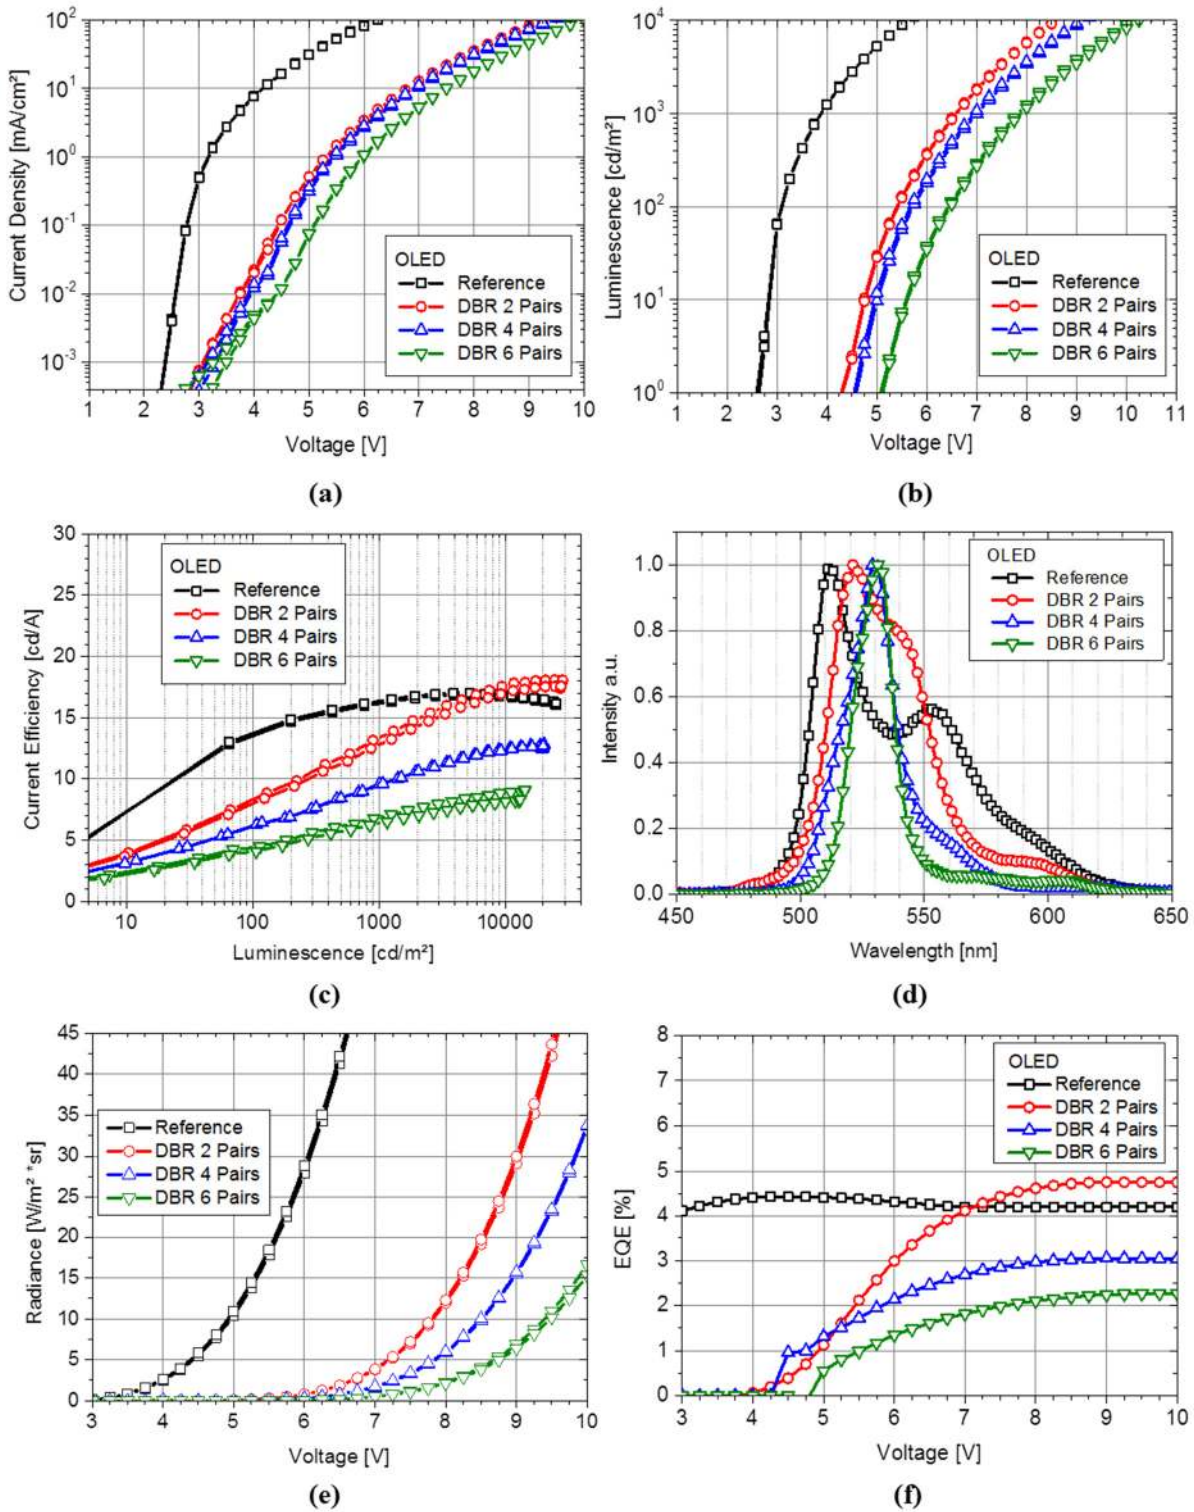 Current Density [mA/cm²]
10²
10¹
10⁰
10⁻¹
10⁻²
10⁻³
OLED
Reference
DBR 2 Pairs
DBR 4 Pairs
DBR 6 Pairs
1 2 3 4 5 6 7 8 9 10
Voltage [V]
(a)
Luminescence [cd/m²]
10⁴
10³
10²
10¹
10⁰
OLED
Reference
DBR 2 Pairs
DBR 4 Pairs
DBR 6 Pairs
1 2 3 4 5 6 7 8 9 10 11
Voltage [V]
(b)
Current Efficiency [cd/A]
30
25
20
15
10
5
0
OLED
Reference
DBR 2 Pairs
DBR 4 Pairs
DBR 6 Pairs
10 100 1000 10000
Luminescence [cd/m²]
(c)
Intensity a.u.
1.0
0.8
0.6
0.4
0.2
0.0
OLED
Reference
DBR 2 Pairs
DBR 4 Pairs
DBR 6 Pairs
450 500 550 600 650
Wavelength [nm]
(d)
Radiance [W/m² *sr]
45
40
35
30
25
20
15
10
5
0
Reference
DBR 2 Pairs
DBR 4 Pairs
DBR 6 Pairs
3 4 5 6 7 8 9 10
Voltage [V]
(e)
EQE [%]
8
7
6
5
4
3
2
1
0
OLED
Reference
DBR 2 Pairs
DBR 4 Pairs
DBR 6 Pairs
3 4 5 6 7 8 9 10
Voltage [V]
(f)